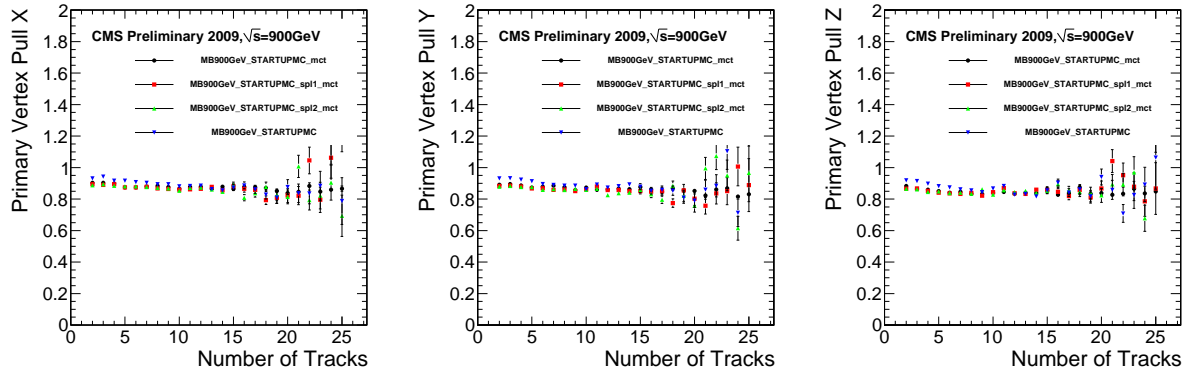 Primary Vertex Pull X
2
1.8
1.6
1.4
1.2
1
0.8
0.6
0.4
0.2
0
CMS Preliminary 2009,√s=900GeV
MB900GeV_STARTUPMC_mct
MB900GeV_STARTUPMC_spl1_mct
MB900GeV_STARTUPMC_spl2_mct
MB900GeV_STARTUPMC
0 5 10 15 20 25
Number of Tracks
Primary Vertex Pull Y
2
1.8
1.6
1.4
1.2
1
0.8
0.6
0.4
0.2
0
CMS Preliminary 2009,√s=900GeV
MB900GeV_STARTUPMC_mct
MB900GeV_STARTUPMC_spl1_mct
MB900GeV_STARTUPMC_spl2_mct
MB900GeV_STARTUPMC
0 5 10 15 20 25
Number of Tracks
Primary Vertex Pull Z
2
1.8
1.6
1.4
1.2
1
0.8
0.6
0.4
0.2
0
CMS Preliminary 2009,√s=900GeV
MB900GeV_STARTUPMC_mct
MB900GeV_STARTUPMC_spl1_mct
MB900GeV_STARTUPMC_spl2_mct
MB900GeV_STARTUPMC
0 5 10 15 20 25
Number of Tracks